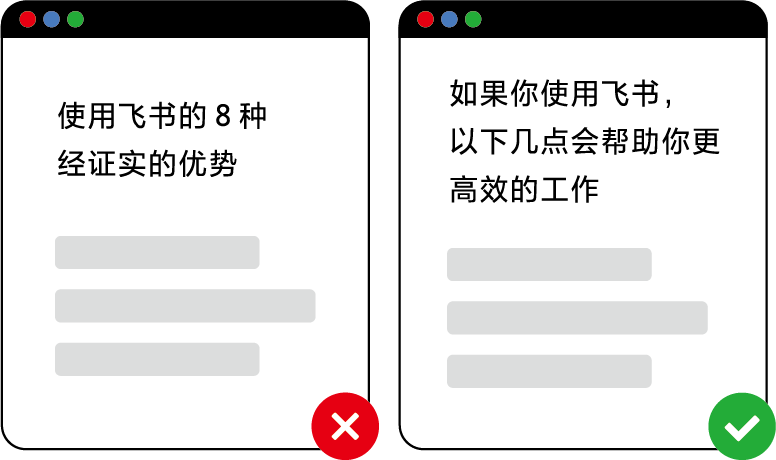 使用飞书的 8 种
经证实的优势
如果你使用飞书，
以下几点会帮助你更
高效的工作